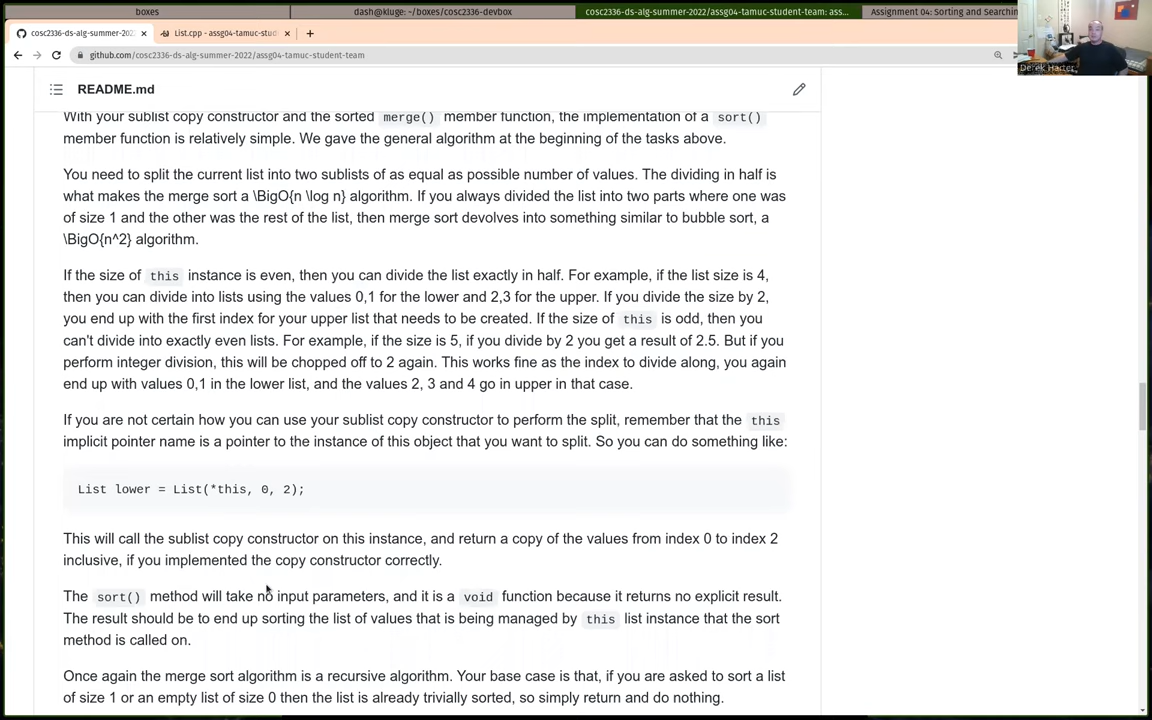 boxes
dash@kluge: ~/boxes/cosc2336-devbox
cosc2336-ds-alg-summer-2022/assg04-tamuc-student-team: ass...
Assignment 04: Sorting and Searchin
cosc2336-ds-alg-summer-202
List.cpp - assg04-tamuc-stud
github.com/cosc2336-ds-alg-summer-2022/assg04-tamuc-student-team
Derek Harter
README.md
With your sublist copy constructor and the sorted merge() member function, the implementation of a sort()
member function is relatively simple. We gave the general algorithm at the beginning of the tasks above.
You need to split the current list into two sublists of as equal as possible number of values. The dividing in half is
what makes the merge sort a \BigO{n \log n} algorithm. If you always divided the list into two parts where one was
of size 1 and the other was the rest of the list, then merge sort devolves into something similar to bubble sort, a
\BigO{n^2} algorithm.
If the size of this instance is even, then you can divide the list exactly in half. For example, if the list size is 4,
then you can divide into lists using the values 0,1 for the lower and 2,3 for the upper. If you divide the size by 2,
you end up with the first index for your upper list that needs to be created. If the size of this is odd, then you
can't divide into exactly even lists. For example, if the size is 5, if you divide by 2 you get a result of 2.5. But if you
perform integer division, this will be chopped off to 2 again. This works fine as the index to divide along, you again
end up with values 0,1 in the lower list, and the values 2, 3 and 4 go in upper in that case.
If you are not certain how you can use your sublist copy constructor to perform the split, remember that the this
implicit pointer name is a pointer to the instance of this object that you want to split. So you can do something like:
List lower = List(*this, 0, 2);
This will call the sublist copy constructor on this instance, and return a copy of the values from index 0 to index 2
inclusive, if you implemented the copy constructor correctly.
The sort() method will take no input parameters, and it is a void function because it returns no explicit result.
The result should be to end up sorting the list of values that is being managed by this list instance that the sort
method is called on.
Once again the merge sort algorithm is a recursive algorithm. Your base case is that, if you are asked to sort a list
of size 1 or an empty list of size 0 then the list is already trivially sorted, so simply return and do nothing.